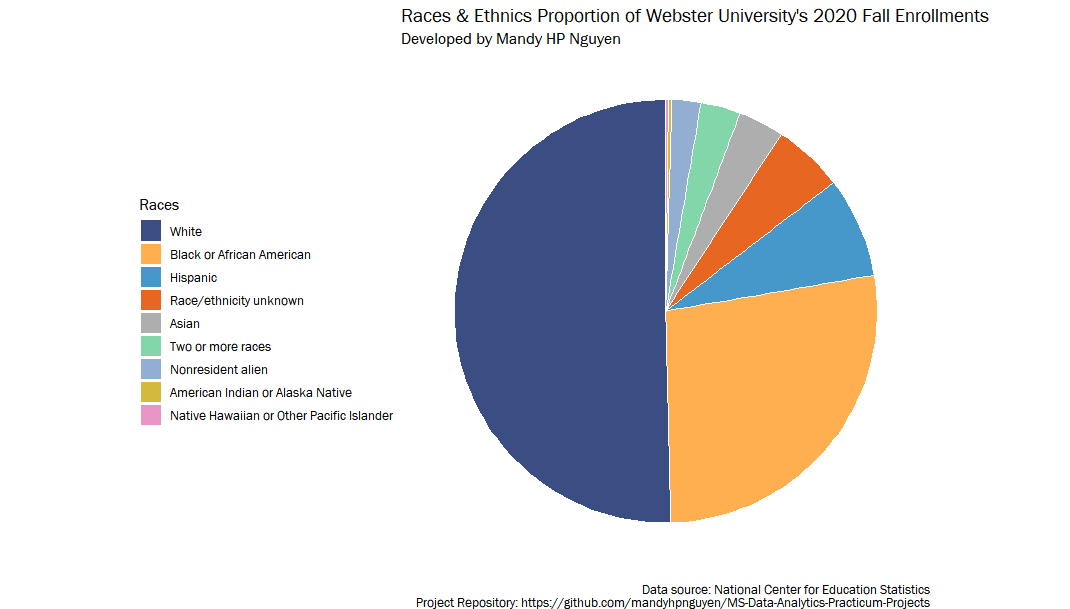 Races & Ethnics Proportion of Webster University's 2020 Fall Enrollments
Developed by Mandy HP Nguyen
Races
White
Black or African American
Hispanic
Race/ethnicity unknown
Asian
Two or more races
Nonresident alien
American Indian or Alaska Native
Native Hawaiian or Other Pacific Islander
Data source: National Center for Education Statistics
Project Repository: https://github.com/mandyhpnguyen/MS-Data-Analytics-Practicum-Projects